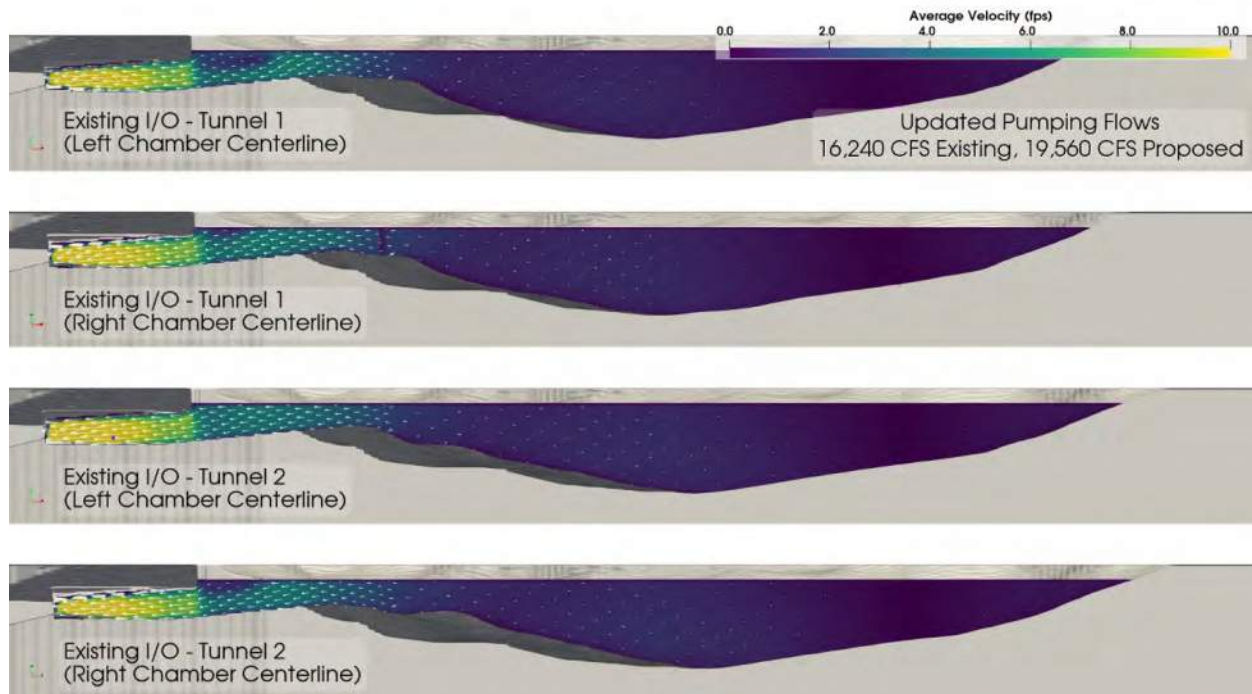 Average Velocity (fps)
0.0 2.0 4.0 6.0 8.0 10.0
Existing I/O - Tunnel 1
(Left Chamber Centerline)
Updated Pumping Flows
16,240 CFS Existing, 19,560 CFS Proposed
Existing I/O - Tunnel 1
(Right Chamber Centerline)
Existing I/O - Tunnel 2
(Left Chamber Centerline)
Existing I/O - Tunnel 2
(Right Chamber Centerline)